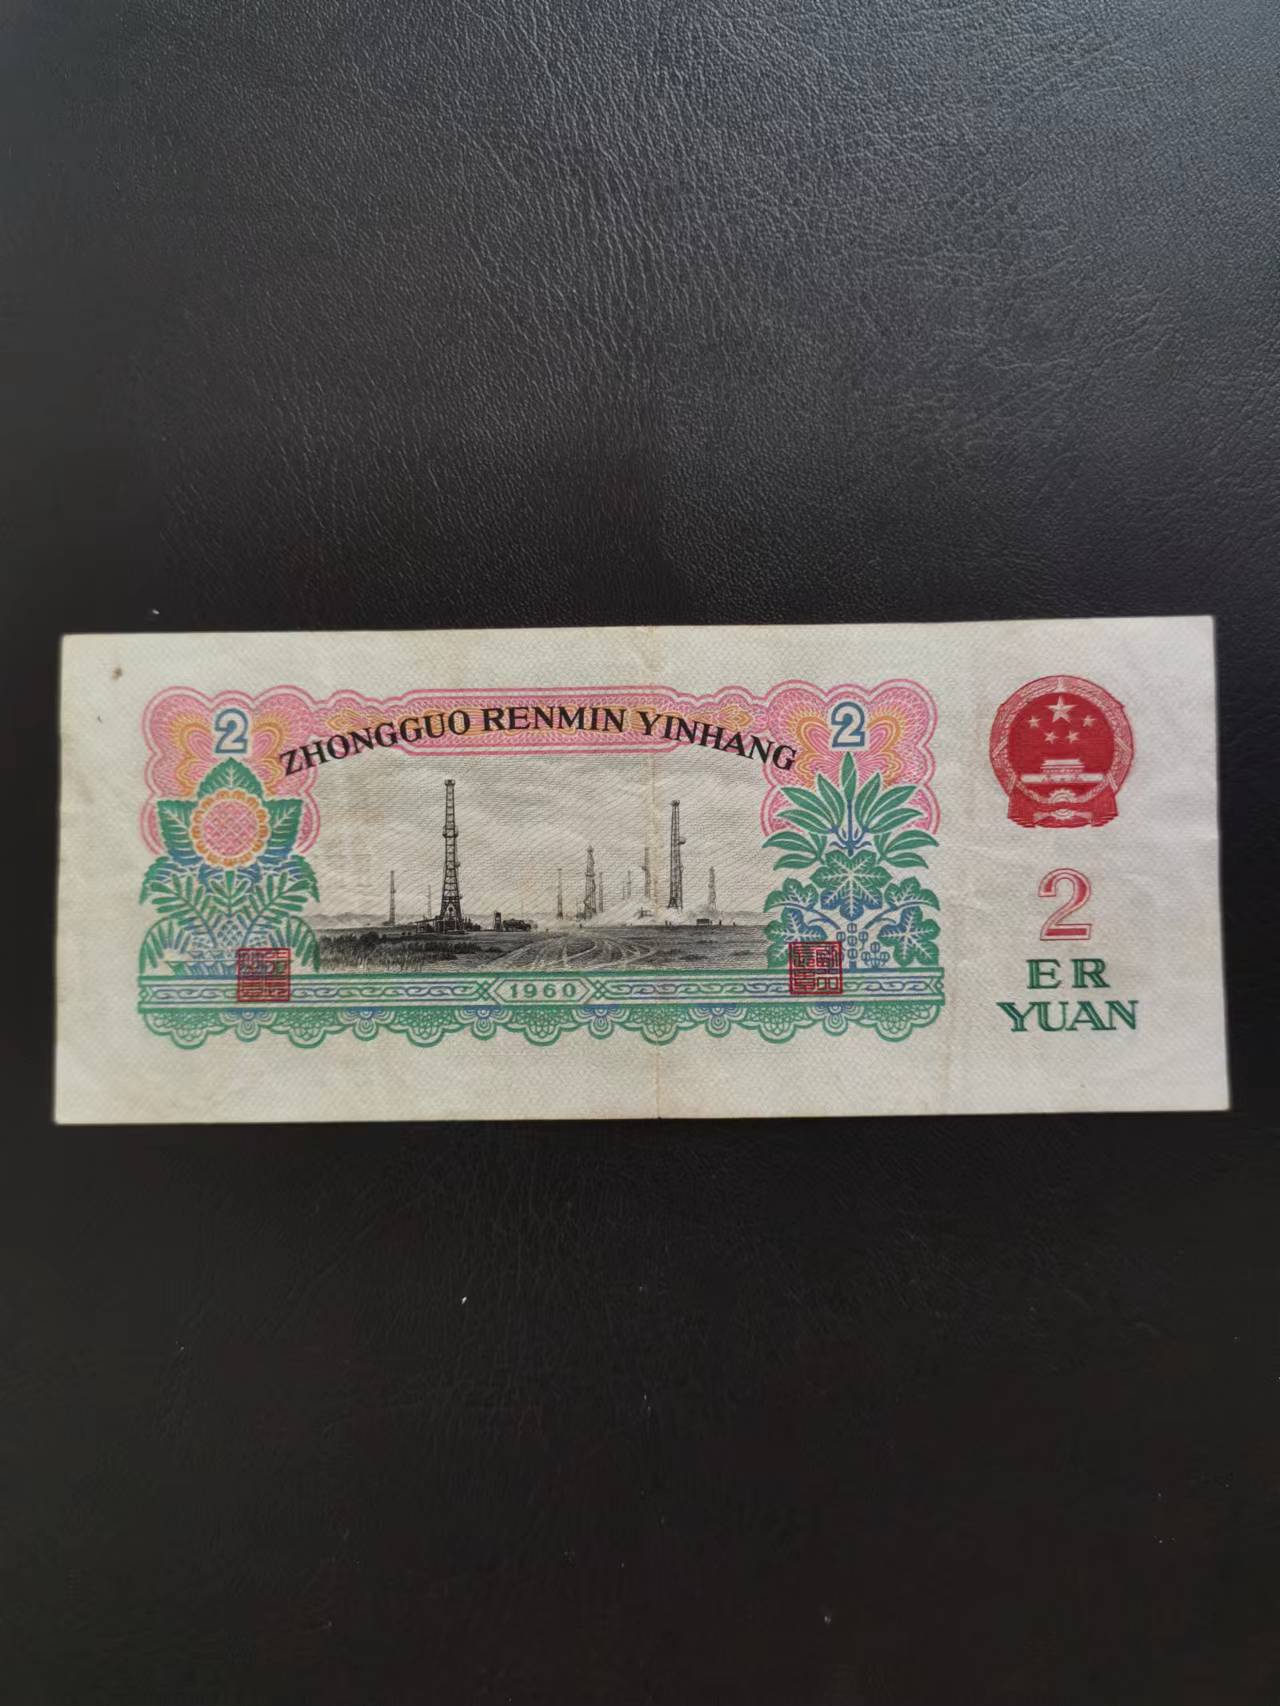 2
ZHONGGUO RENMIN YINHANG
2
1960
2
ER
YUAN